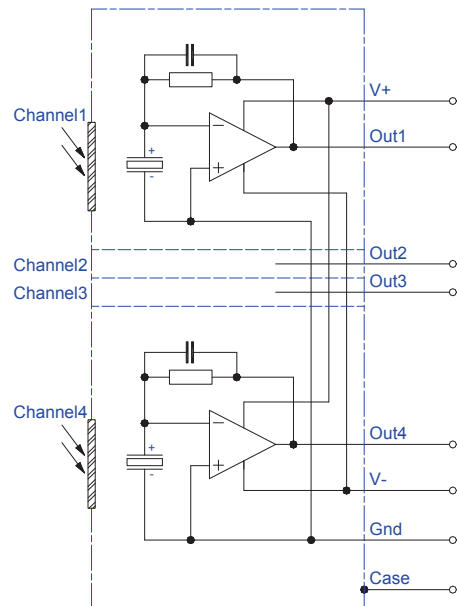 V+
Channel1
Out1
+
−
+
-
Out2
Channel2
Out3
Channel3
Channel4
+
−
Out4
+
-
V-
Gnd
Case